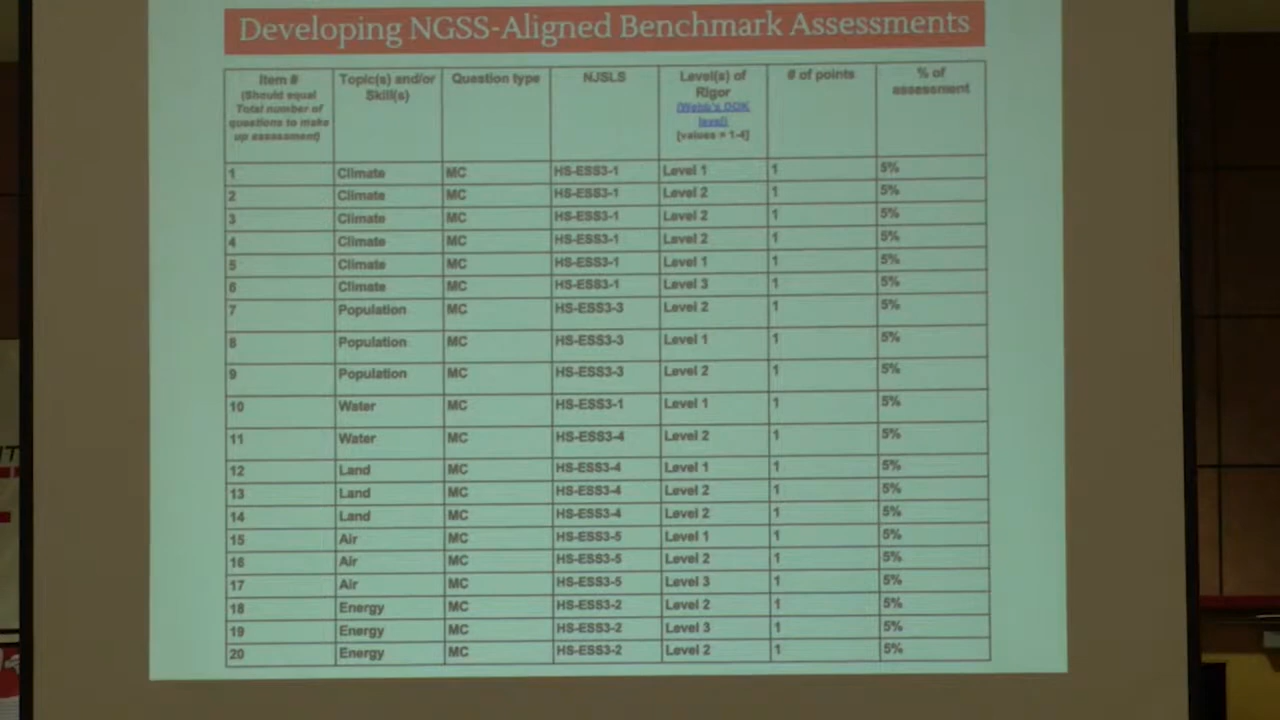 Developing NGSS-Aligned Benchmark Assessments
Item # (Should equal Total number of questions to make up assessment) Topic(s) and/or Skill(s) Question type NJSLS Level(s) of Rigor (Webb's DOK level) [values = 1-4] # of points % of assessment
1 Climate MC HS-ESS3-1 Level 1 1 5%
2 Climate MC HS-ESS3-1 Level 2 1 5%
3 Climate MC HS-ESS3-1 Level 2 1 5%
4 Climate MC HS-ESS3-1 Level 2 1 5%
5 Climate MC HS-ESS3-1 Level 1 1 5%
6 Climate MC HS-ESS3-1 Level 3 1 5%
7 Population MC HS-ESS3-3 Level 2 1 5%
8 Population MC HS-ESS3-3 Level 1 1 5%
9 Population MC HS-ESS3-3 Level 2 1 5%
10 Water MC HS-ESS3-1 Level 1 1 5%
11 Water MC HS-ESS3-4 Level 2 1 5%
12 Land MC HS-ESS3-4 Level 1 1 5%
13 Land MC HS-ESS3-4 Level 2 1 5%
14 Land MC HS-ESS3-4 Level 2 1 5%
15 Air MC HS-ESS3-5 Level 1 1 5%
16 Air MC HS-ESS3-5 Level 2 1 5%
17 Air MC HS-ESS3-5 Level 3 1 5%
18 Energy MC HS-ESS3-2 Level 2 1 5%
19 Energy MC HS-ESS3-2 Level 3 1 5%
20 Energy MC HS-ESS3-2 Level 2 1 5%